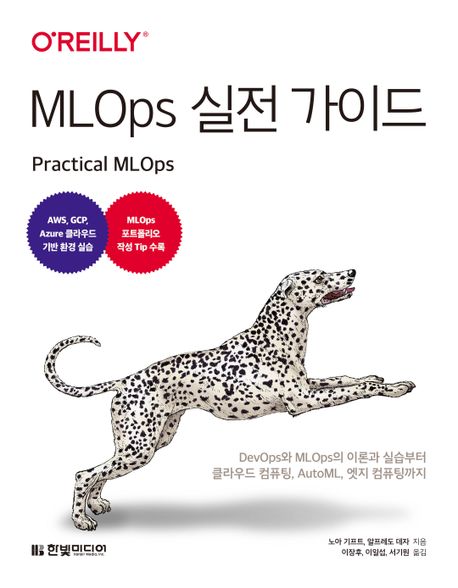 O'REILLY®
MLOps 실전 가이드
Practical MLOps
AWS, GCP,
Azure 클라우드
기반 환경 실습
MLOps
포트폴리오
작성 Tip 수록
DevOps와 MLOps의 이론과 실습부터
클라우드 컴퓨팅, AutoML, 엣지 컴퓨팅까지
노아 기프트, 알프레도 데자 지음
이장후, 이일섭, 서기원 옮김
한빛미디어
Hanbit Media, Inc.